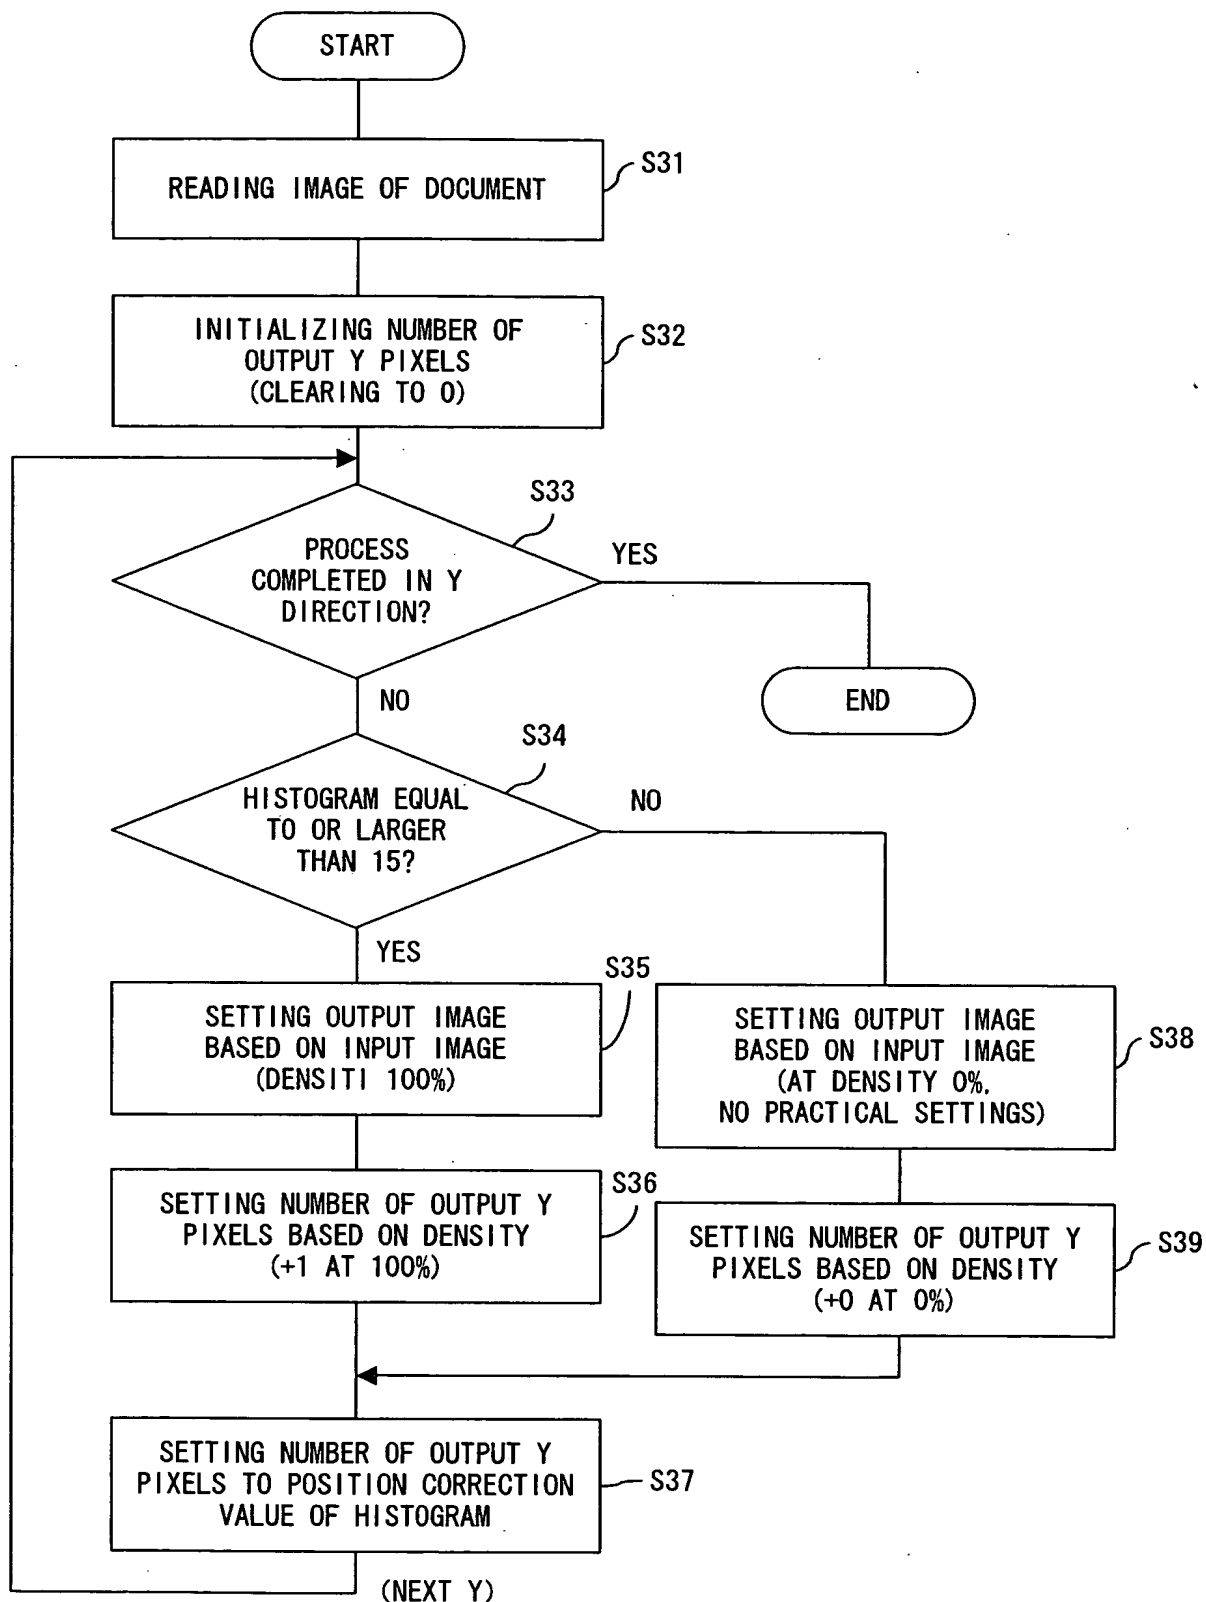 START
READING IMAGE OF DOCUMENT
S31
INITIALIZING NUMBER OF
OUTPUT Y PIXELS
(CLEARING TO 0)
S32
S33
PROCESS
COMPLETED IN Y
DIRECTION?
YES
END
NO
S34
HISTOGRAM EQUAL
TO OR LARGER
THAN 15?
NO
YES
S35
SETTING OUTPUT IMAGE
BASED ON INPUT IMAGE
(DENSITI 100%)
SETTING OUTPUT IMAGE
BASED ON INPUT IMAGE
(AT DENSITY 0%.
NO PRACTICAL SETTINGS)
S38
S36
SETTING NUMBER OF OUTPUT Y
PIXELS BASED ON DENSITY
(+1 AT 100%)
SETTING NUMBER OF OUTPUT Y
PIXELS BASED ON DENSITY
(+0 AT 0%)
S39
SETTING NUMBER OF OUTPUT Y
PIXELS TO POSITION CORRECTION
VALUE OF HISTOGRAM
S37
(NEXT Y)